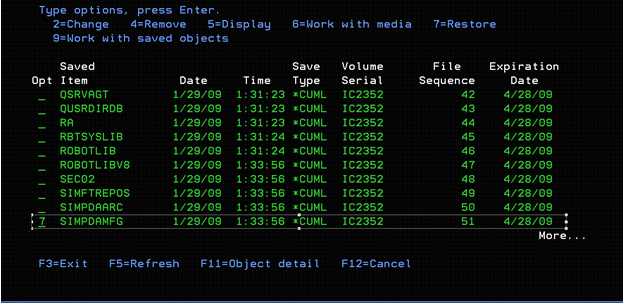 Type options, press Enter.
2=Change 4=Remove 5=Display 6=Work with media 7=Restore
9=Work with saved objects
Saved Save Volume File Expiration
Opt Item Date Time Type Serial Sequence Date
_ QSRVAGT 1/29/09 1:31:23 *CUML IC2352 42 4/28/09
_ QUSRDIRDB 1/29/09 1:31:23 *CUML IC2352 43 4/28/09
_ RA 1/29/09 1:31:23 *CUML IC2352 44 4/28/09
_ RBTSYSLIB 1/29/09 1:31:24 *CUML IC2352 45 4/28/09
_ ROBOTLIB 1/29/09 1:31:24 *CUML IC2352 46 4/28/09
_ ROBOTLIBV8 1/29/09 1:33:56 *CUML IC2352 47 4/28/09
_ SEC02 1/29/09 1:33:56 *CUML IC2352 48 4/28/09
_ SIMFTREPOS 1/29/09 1:33:56 *CUML IC2352 49 4/28/09
_ SIMPDAARC 1/29/09 1:33:56 *CUML IC2352 50 4/28/09
7 SIMPDAMFG 1/29/09 1:33:56 *CUML IC2352 51 4/28/09
More...
F3=Exit F5=Refresh F11=Object detail F12=Cancel